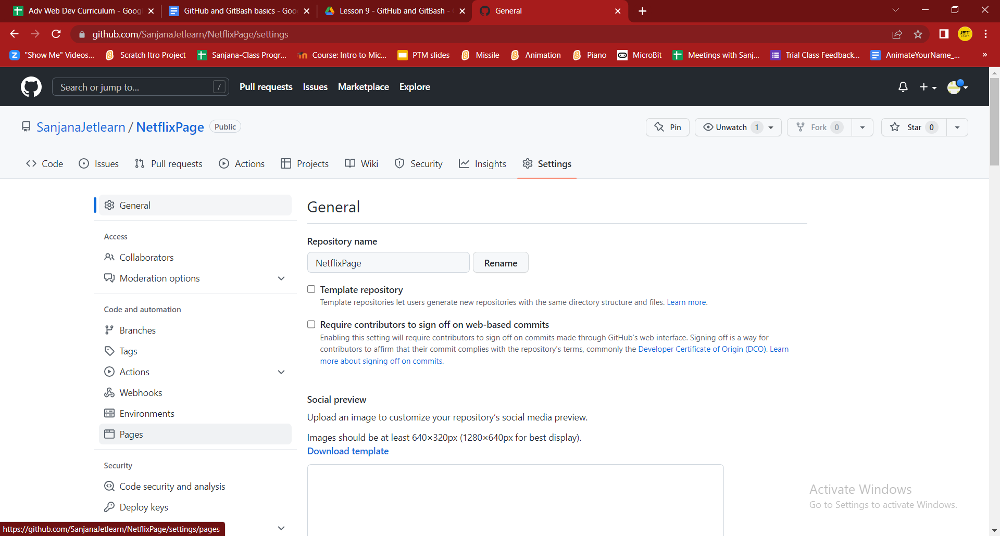 Adv Web Dev Curriculum - Goog
GitHub and GitBash basics - Goo
Lesson 9 - GitHub and GitBash -
General
github.com/SanjanaJetlearn/NetflixPage/settings
"Show Me" Videos...
Scratch Itro Project
Sanjana-Class Progr...
Course: Intro to Mic...
PTM slides
Missile
Animation
Piano
MicroBit
Meetings with Sanj...
Trial Class Feedback...
AnimateYourName_...
»
Search or jump to... /
Pull requests
Issues
Marketplace
Explore
SanjanaJetlearn / NetflixPage Public
Pin
Unwatch 1
Fork 0
Star 0
Code
Issues
Pull requests
Actions
Projects
Wiki
Security
Insights
Settings
General
Access
Collaborators
Moderation options
Code and automation
Branches
Tags
Actions
Webhooks
Environments
Pages
Security
Code security and analysis
Deploy keys
General
Repository name
NetflixPage
Rename
Template repository
Template repositories let users generate new repositories with the same directory structure and files. Learn more.
Require contributors to sign off on web-based commits
Enabling this setting will require contributors to sign off on commits made through GitHub’s web interface. Signing off is a way for
contributors to affirm that their commit complies with the repository's terms, commonly the Developer Certificate of Origin (DCO). Learn
more about signing off on commits.
Social preview
Upload an image to customize your repository’s social media preview.
Images should be at least 640×320px (1280×640px for best display).
Download template
Activate Windows
Go to Settings to activate Windows.
https://github.com/SanjanaJetlearn/NetflixPage/settings/pages